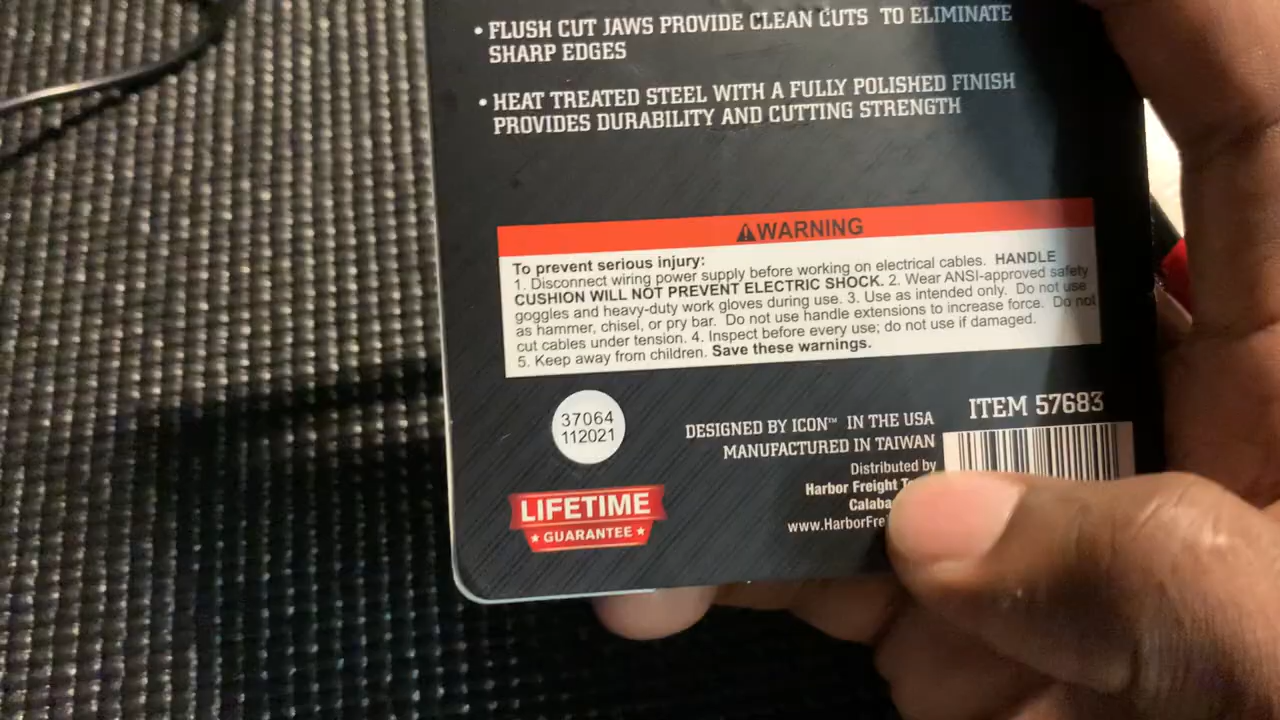 • FLUSH CUT JAWS PROVIDE CLEAN CUTS TO ELIMINATE
SHARP EDGES
• HEAT TREATED STEEL WITH A FULLY POLISHED FINISH
PROVIDES DURABILITY AND CUTTING STRENGTH
⚠WARNING
To prevent serious injury:
1. Disconnect wiring power supply before working on electrical cables. HANDLE
CUSHION WILL NOT PREVENT ELECTRIC SHOCK. 2. Wear ANSI-approved safety
goggles and heavy-duty work gloves during use. 3. Use as intended only. Do not use
as hammer, chisel, or pry bar. Do not use handle extensions to increase force. Do not
cut cables under tension. 4. Inspect before every use; do not use if damaged.
5. Keep away from children. Save these warnings.
37064
112021
LIFETIME
★ GUARANTEE ★
DESIGNED BY ICON™ IN THE USA
MANUFACTURED IN TAIWAN
Distributed by
Harbor Freight
ITEM 57683